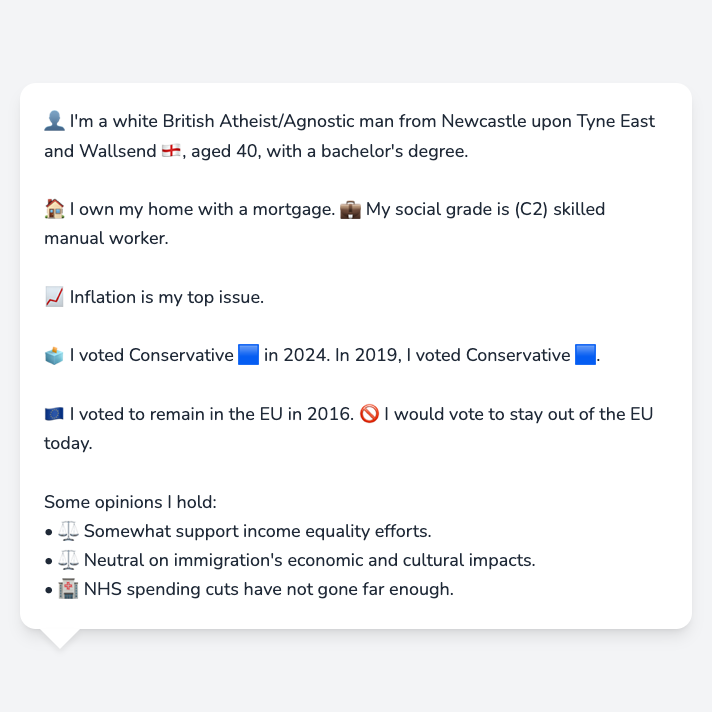 👤 I'm a white British Atheist/Agnostic man from Newcastle upon Tyne East
and Wallsend 🏴󠁧󠁢󠁥󠁮󠁧󠁿, aged 40, with a bachelor's degree.
🏠 I own my home with a mortgage. 💼 My social grade is (C2) skilled
manual worker.
📈 Inflation is my top issue.
🗳️ I voted Conservative 🟦 in 2024. In 2019, I voted Conservative 🟦.
🇪🇺 I voted to remain in the EU in 2016. 🚫 I would vote to stay out of the EU
today.
Some opinions I hold:
• ⚖️ Somewhat support income equality efforts.
• ⚖️ Neutral on immigration's economic and cultural impacts.
• 🏥 NHS spending cuts have not gone far enough.